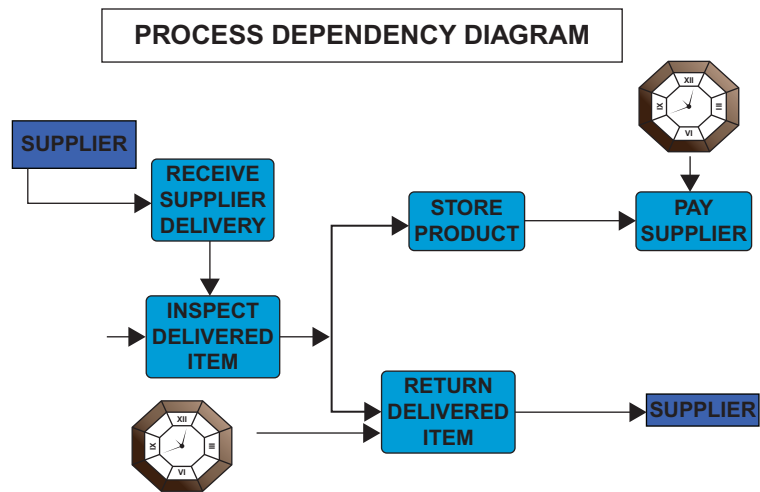 PROCESS DEPENDENCY DIAGRAM
XII
III
VI
IX
SUPPLIER
RECEIVE
SUPPLIER
DELIVERY
STORE
PRODUCT
PAY
SUPPLIER
INSPECT
DELIVERED
ITEM
RETURN
DELIVERED
ITEM
SUPPLIER
XII
III
VI
IX